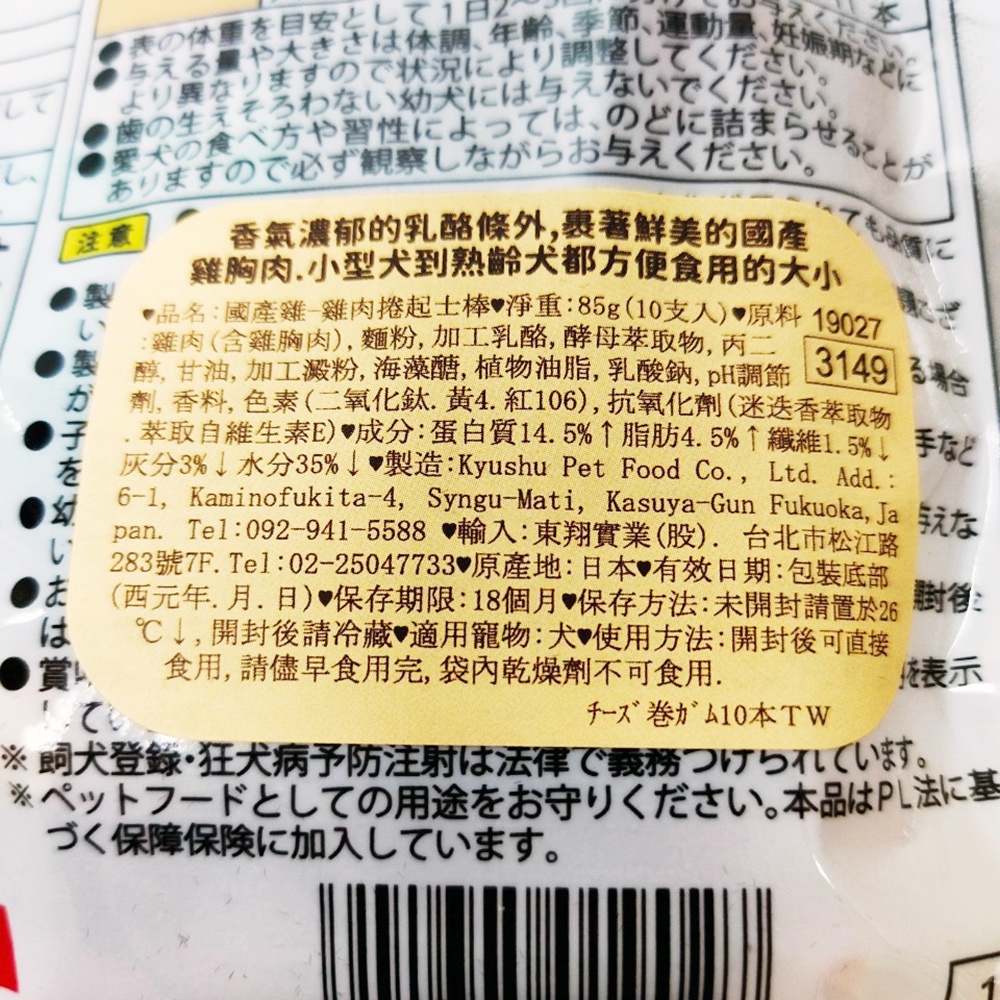 本
●表の体重を目安として1日2～3回
与えください。
●与える量や大きさは体調、年齢、季節、運動量、妊娠期などに
より異なりますので状況により調整してください。
●歯の生えそろわない幼犬には与えないでください。
●愛犬の食べ方や習性によっては、のどに詰まらせることが
ありますので必ず観察しながらお与えください。
注意
香氣濃郁的乳酪條外,裹著鮮美的國產
雞胸肉.小型犬到熟齡犬都方便食用的大小
♥品名:國產雞-雞肉捲起士棒♥淨重:85g(10支入)♥原料
:雞肉(含雞胸肉),麵粉,加工乳酪,酵母萃取物,丙二
醇,甘油,加工澱粉,海藻醣,植物油脂,乳酸鈉,pH調節
19027
3149
劑,香料,色素(二氧化鈦.黃4.紅106),抗氧化劑(迷迭香萃取物
.萃取自維生素E)♥成分:蛋白質14.5%↑脂肪4.5%↑纖維1.5%↓
灰分3%↓水分35%↓♥製造:Kyushu Pet Food Co., Ltd. Add.:
6-1, Kaminofukita-4, Syngu-Mati, Kasuya-Gun Fukuoka,Ja
pan. Tel:092-941-5588 ♥輸入:東翔實業(股). 台北市松江路
283號7F.Tel:02-25047733♥原產地:日本♥有效日期:包裝底部
(西元年.月.日)♥保存期限:18個月♥保存方法:未開封請置於26
℃↓,開封後請冷藏♥適用寵物:犬♥使用方法:開封後可直接
食用,請儘早食用完,袋內乾燥劑不可食用.
ﾁｰｽﾞ巻ｶﾞﾑ10本TW
※飼犬登録・狂犬病予防注射は法律で義務づけられています。
※ペットフードとしての用途をお守りください。本品はPL法に基
づく保障保険に加入しています。